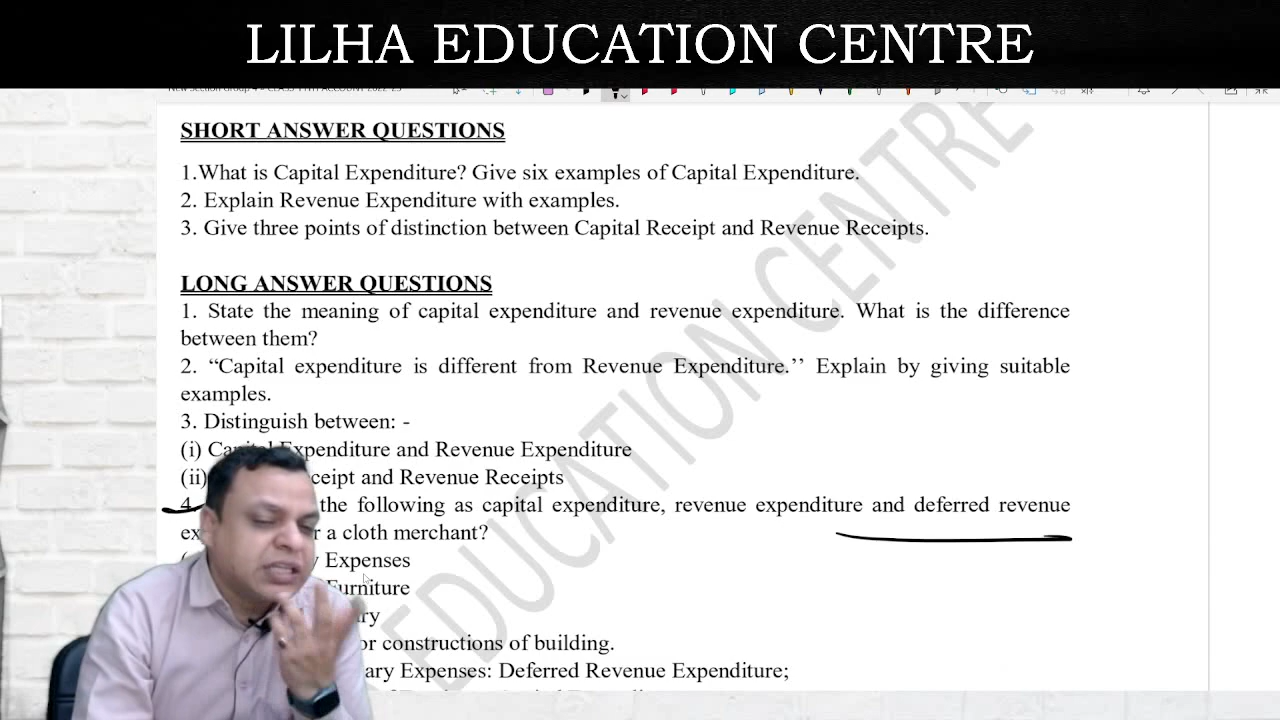 LILHA EDUCATION CENTRE
SHORT ANSWER QUESTIONS
1.What is Capital Expenditure? Give six examples of Capital Expenditure.
2. Explain Revenue Expenditure with examples.
3. Give three points of distinction between Capital Receipt and Revenue Receipts.
LONG ANSWER QUESTIONS
1. State the meaning of capital expenditure and revenue expenditure. What is the difference
between them?
2. “Capital expenditure is different from Revenue Expenditure.’’ Explain by giving suitable
examples.
3. Distinguish between: -
(i) Capital Expenditure and Revenue Expenditure
(ii) and Revenue Receipts
4. the following as capital expenditure, revenue expenditure and deferred revenue
a cloth merchant?
Expenses
Furniture
constructions of building.
Expenses: Deferred Revenue Expenditure;
EDUCATION CENTRE